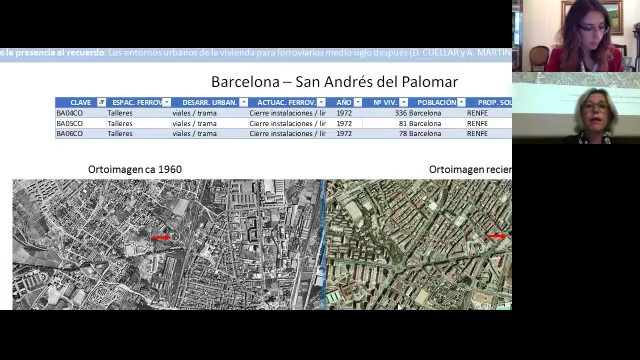 e la presencia al recuerdo: Los entornos urbanos de la vivienda para ferroviarios medio siglo después (D. CUELLAR y A. MARTIN
Barcelona – San Andrés del Palomar
CLAVE ESPAC. FERROV DESARR. URBAN. ACTUAC. FERROV. AÑO Nº VIV. POBLACIÓN PROP. SOL
BA04CO Talleres viales / trama Cierre instalaciones / lir 1972 336 Barcelona RENFE
BA05CO Talleres viales / trama Cierre instalaciones / lir 1972 81 Barcelona RENFE
BA06CO Talleres viales / trama Cierre instalaciones / lir 1972 78 Barcelona RENFE
Ortoimagen ca 1960 Ortoimagen recien